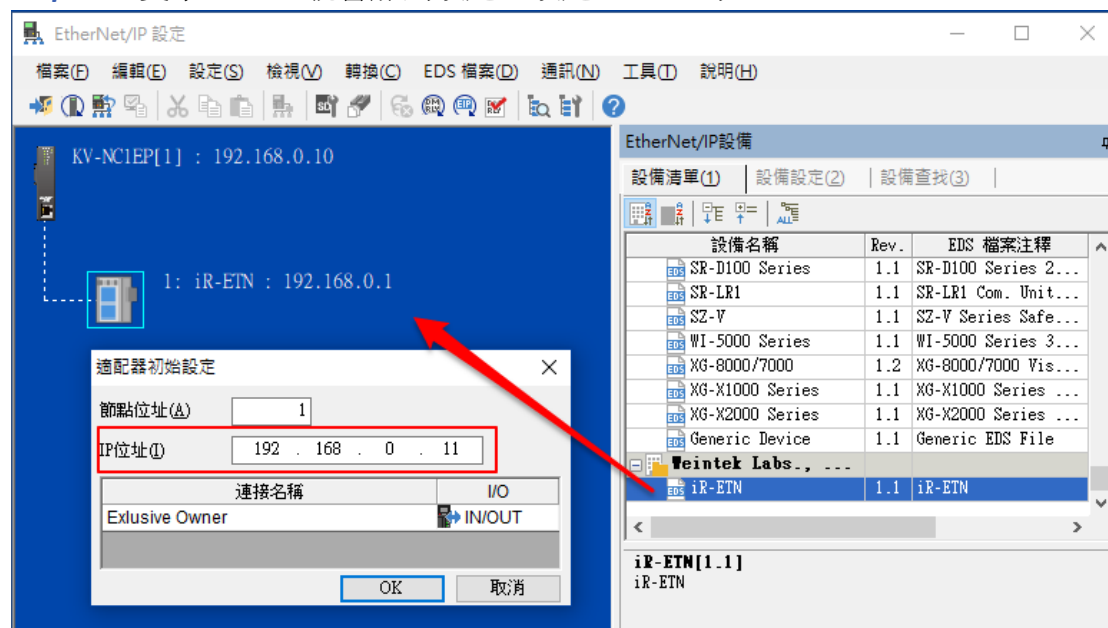 EtherNet/IP 設定
檔案(F) 編輯(E) 設定(S) 檢視(V) 轉換(C) EDS 檔案(D) 通訊(N) 工具(T) 說明(H)
KV-NC1EP[1] : 192.168.0.10
1: iR-ETN : 192.168.0.1
適配器初始設定
節點位址(A) 1
IP位址(I) 192 . 168 . 0 . 11
連接名稱 I/O
Exlusive Owner IN/OUT
OK 取消
EtherNet/IP設備
設備清單(1) 設備設定(2) 設備查找(3)
設備名稱 Rev. EDS 檔案注釋
SR-D100 Series 1.1 SR-D100 Series 2...
SR-LR1 1.1 SR-LR1 Com. Unit...
SZ-V 1.1 SZ-V Series Safe...
WI-5000 Series 1.1 WI-5000 Series 3...
XG-8000/7000 1.2 XG-8000/7000 Vis...
XG-X1000 Series 1.1 XG-X1000 Series ...
XG-X2000 Series 1.1 XG-X2000 Series ...
Generic Device 1.1 Generic EDS File
Weintek Labs., ...
iR-ETN 1.1 iR-ETN
iR-ETN[1.1]
iR-ETN